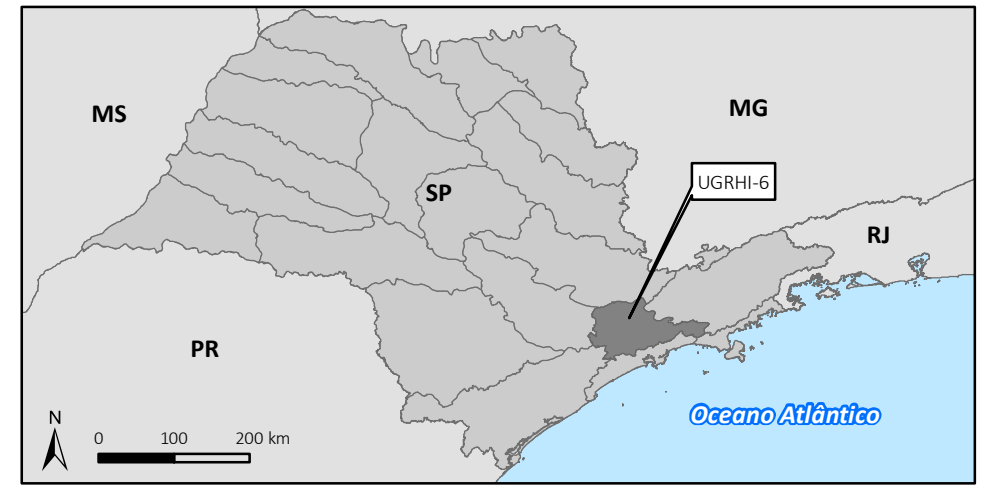 MS
MG
SP
UGRHI-6
RJ
PR
Oceano Atlântico
N
0 100 200 km